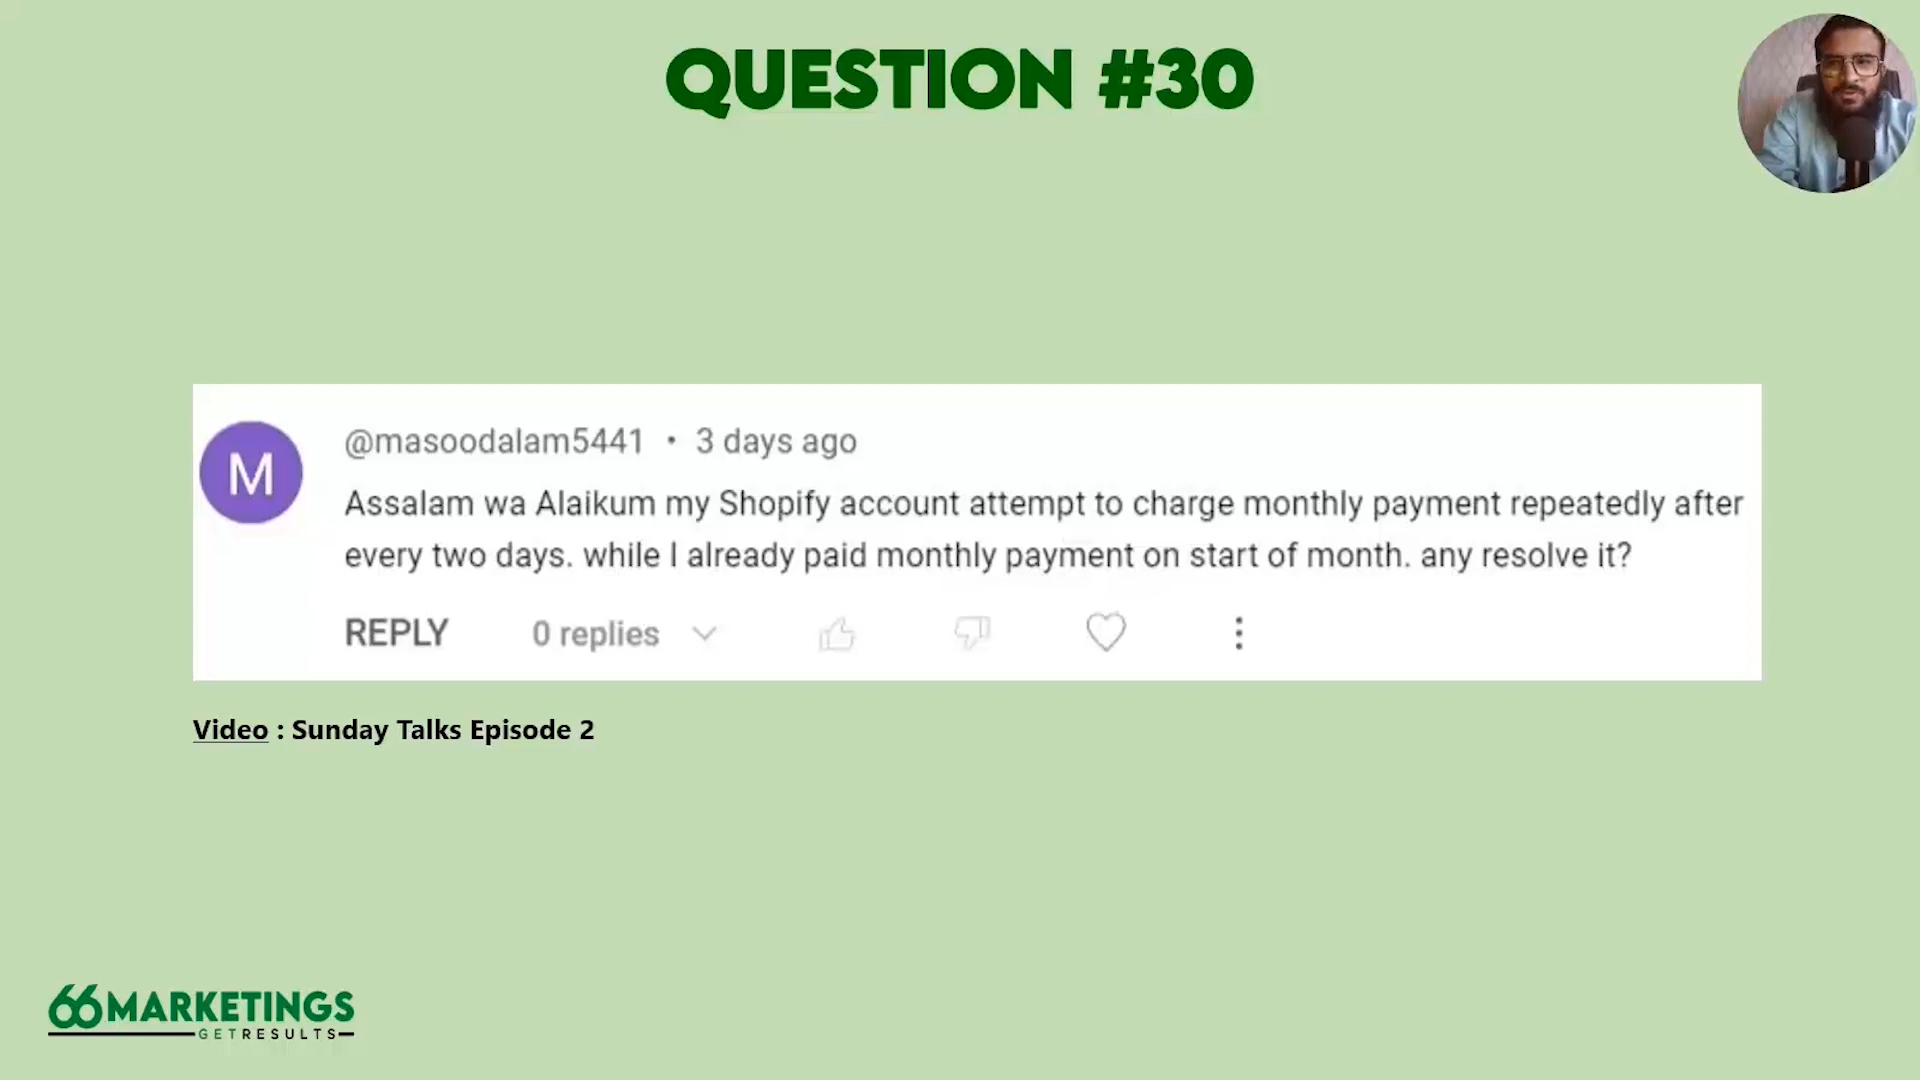 QUESTION #30
M
@masoodalam5441 • 3 days ago
Assalam wa Alaikum my Shopify account attempt to charge monthly payment repeatedly after
every two days. while I already paid monthly payment on start of month. any resolve it?
REPLY 0 replies
Video : Sunday Talks Episode 2
66MARKETINGS
GETRESULTS